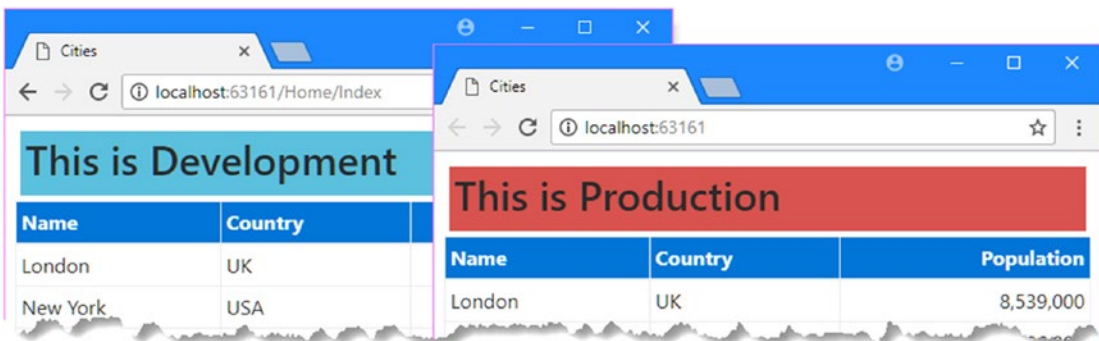 Cities
localhost:63161/Home/Index
This is Development
Name Country
London UK
New York USA
Cities
localhost:63161
This is Production
Name Country Population
London UK 8,539,000